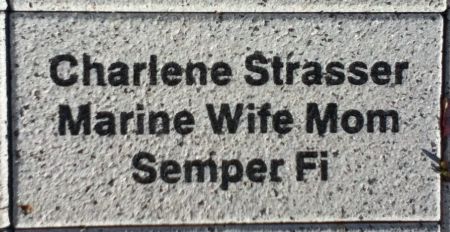 Charlene Strasser
Marine Wife Mom
Semper Fi